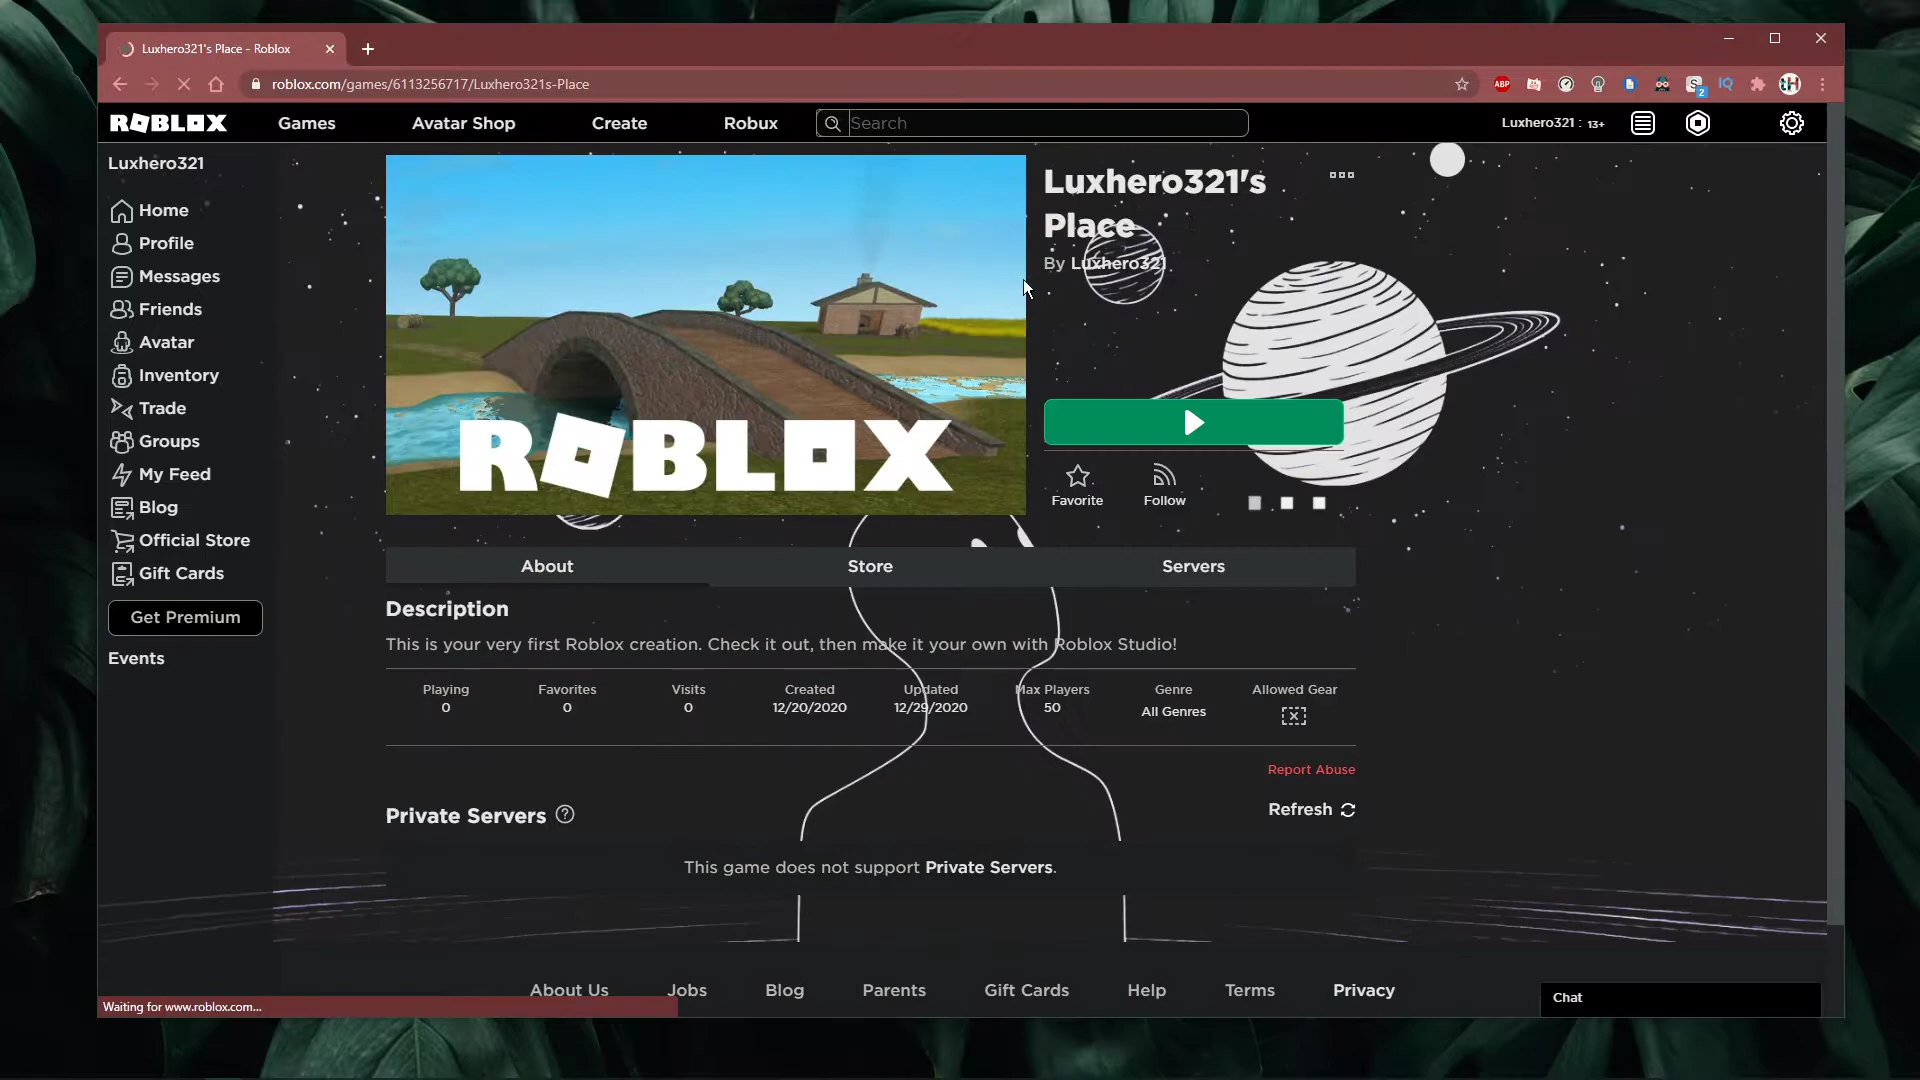 Luxhero321's Place - Roblox
roblox.com/games/6113256717/Luxhero321s-Place
ABP
S
2
IQ
H
ROBLOX
Games
Avatar Shop
Create
Robux
Search
Luxhero321 : 13+
Luxhero321
Home
Profile
Messages
Friends
Avatar
Inventory
Trade
Groups
My Feed
Blog
Official Store
Gift Cards
Get Premium
Events
ROBLOX
Luxhero321's
Place
By Luxhero321
Favorite
Follow
About
Store
Servers
Description
This is your very first Roblox creation. Check it out, then make it your own with Roblox Studio!
Playing
0
Favorites
0
Visits
0
Created
12/20/2020
Updated
12/29/2020
Max Players
50
Genre
All Genres
Allowed Gear
Report Abuse
Private Servers ?
Refresh
This game does not support Private Servers.
About Us
Jobs
Blog
Parents
Gift Cards
Help
Terms
Privacy
Waiting for www.roblox.com...
Chat